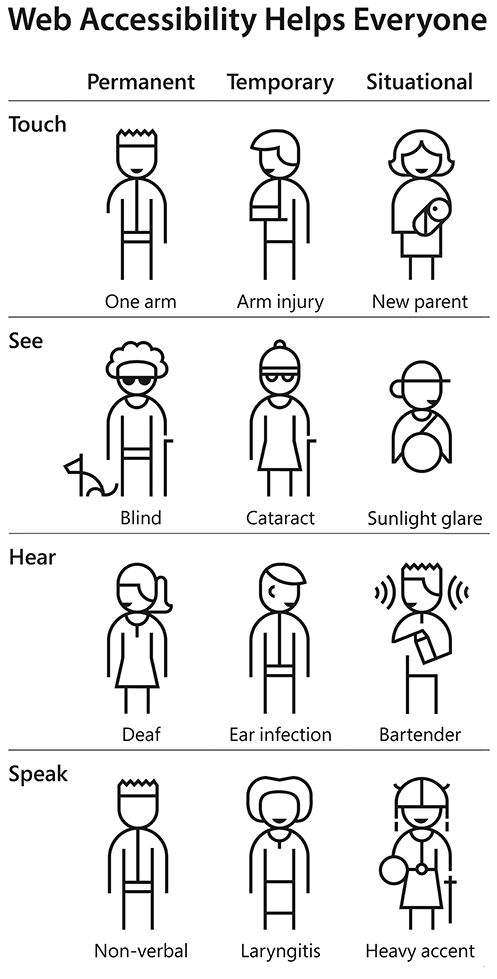 Web Accessibility Helps Everyone
Permanent Temporary Situational
Touch
One arm Arm injury New parent
See
Blind Cataract Sunlight glare
Hear
Deaf Ear infection Bartender
Speak
Non-verbal Laryngitis Heavy accent